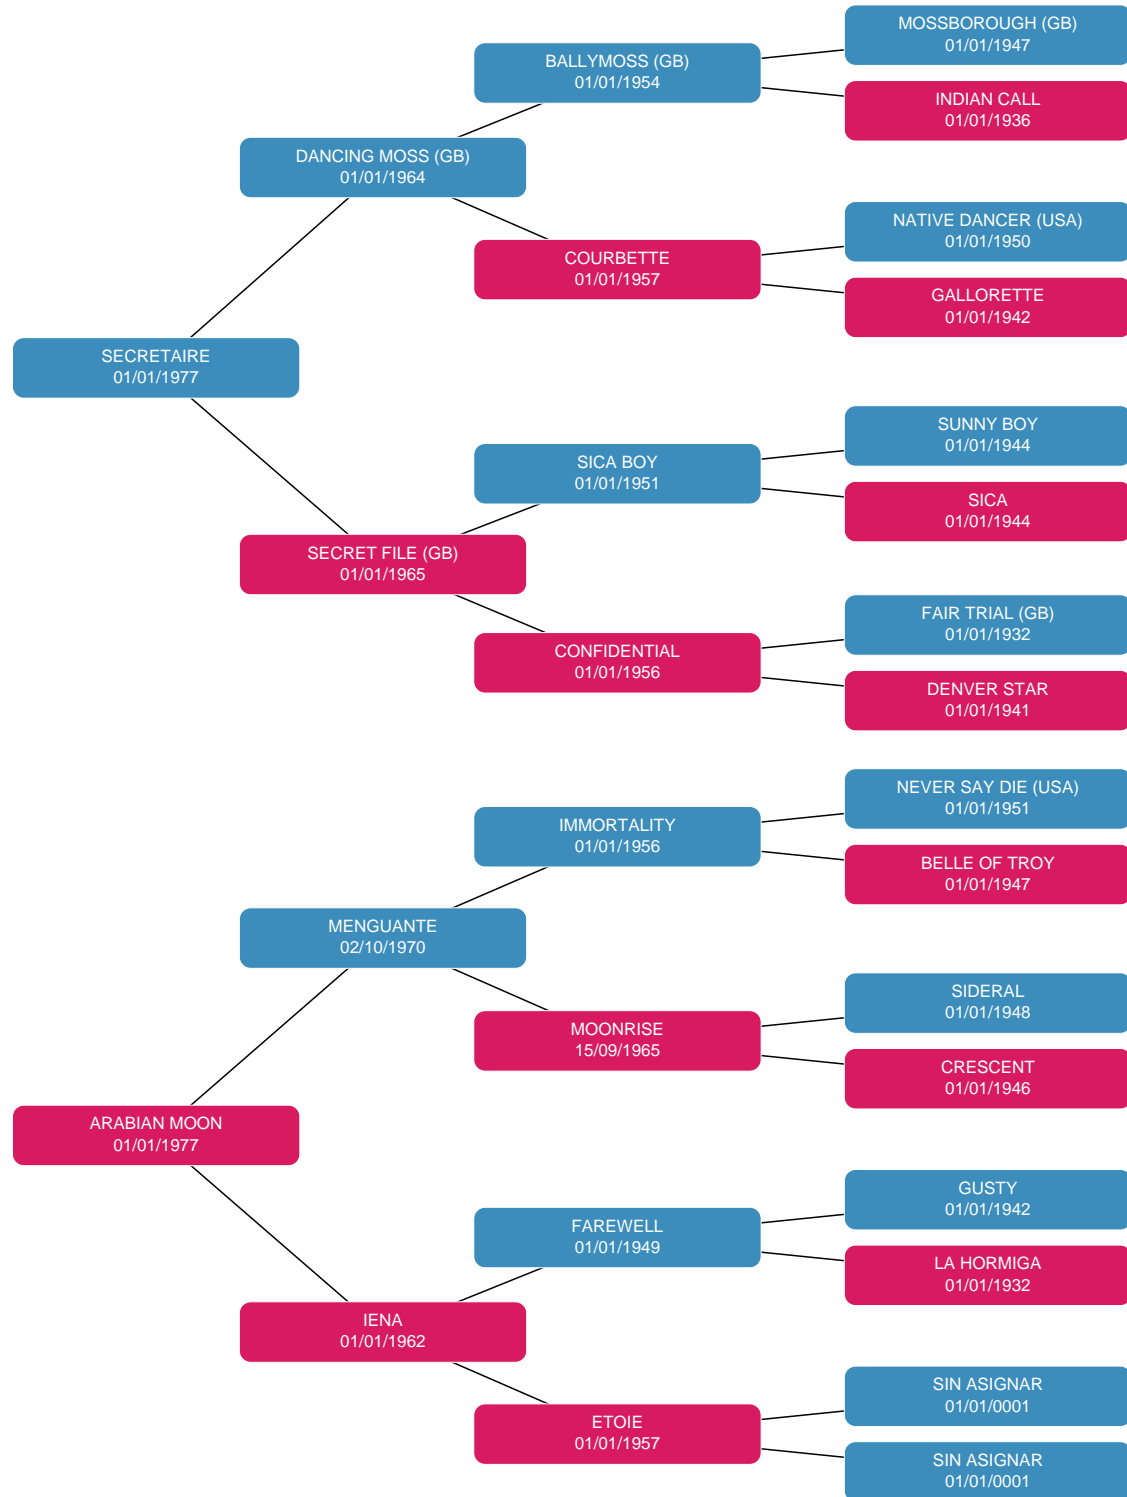 MOSSBOROUGH (GB)
01/01/1947
BALLYMOSS (GB)
01/01/1954
INDIAN CALL
01/01/1936
DANCING MOSS (GB)
01/01/1964
NATIVE DANCER (USA)
01/01/1950
COURBETTE
01/01/1957
GALLORETTE
01/01/1942
SECRETAIRE
01/01/1977
SUNNY BOY
01/01/1944
SICA BOY
01/01/1951
SICA
01/01/1944
SECRET FILE (GB)
01/01/1965
FAIR TRIAL (GB)
01/01/1932
CONFIDENTIAL
01/01/1956
DENVER STAR
01/01/1941
NEVER SAY DIE (USA)
01/01/1951
IMMORTALITY
01/01/1956
BELLE OF TROY
01/01/1947
MENGUANTE
02/10/1970
SIDERAL
01/01/1948
MOONRISE
15/09/1965
CRESCENT
01/01/1946
ARABIAN MOON
01/01/1977
GUSTY
01/01/1942
FAREWELL
01/01/1949
LA HORMIGA
01/01/1932
IENA
01/01/1962
SIN ASIGNAR
01/01/0001
ETOIE
01/01/1957
SIN ASIGNAR
01/01/0001